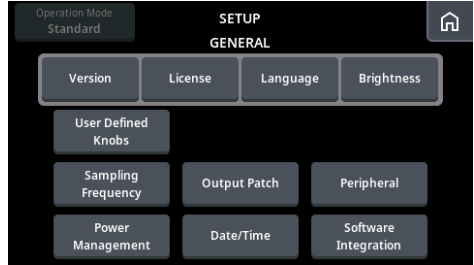 Operation Mode
Standard
SETUP
GENERAL
Version
License
Language
Brightness
User Defined
Knobs
Sampling
Frequency
Output Patch
Peripheral
Power
Management
Date/Time
Software
Integration